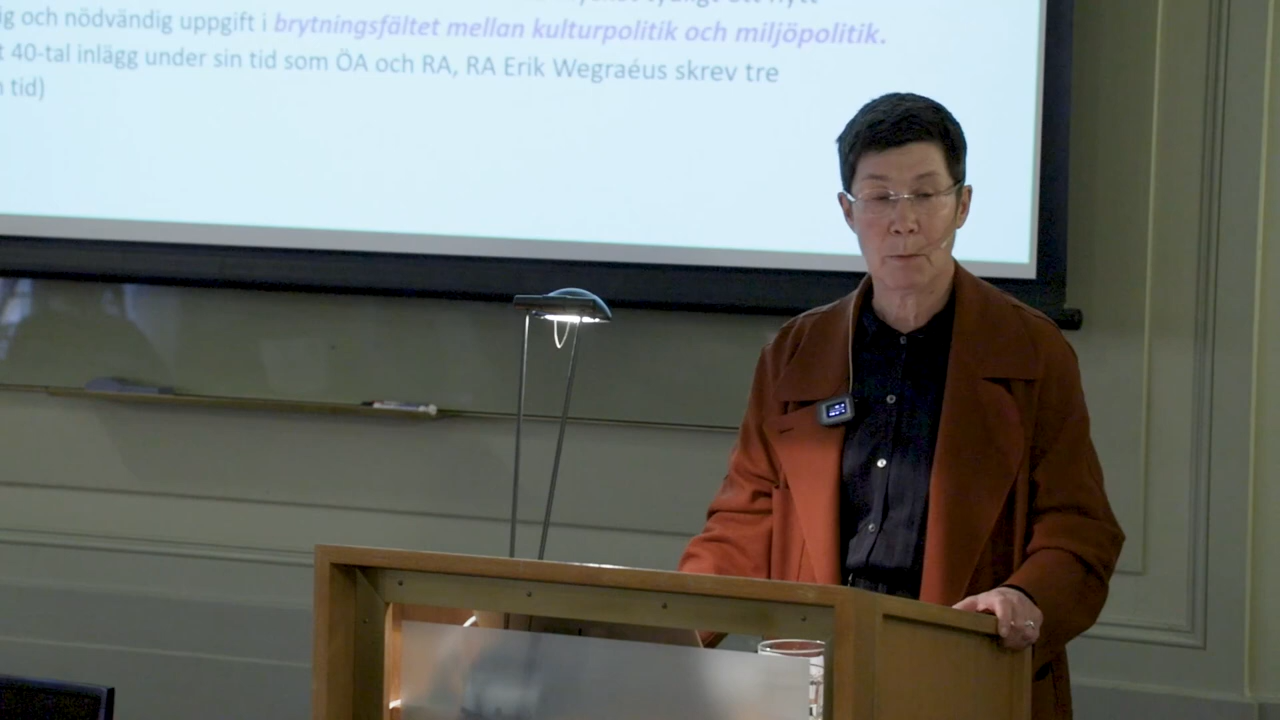 ig och nödvändig uppgift i brytningsfältet mellan kulturpolitik och miljöpolitik.
t 40-tal inlägg under sin tid som ÖA och RA, RA Erik Wegraéus skrev tre
tid)